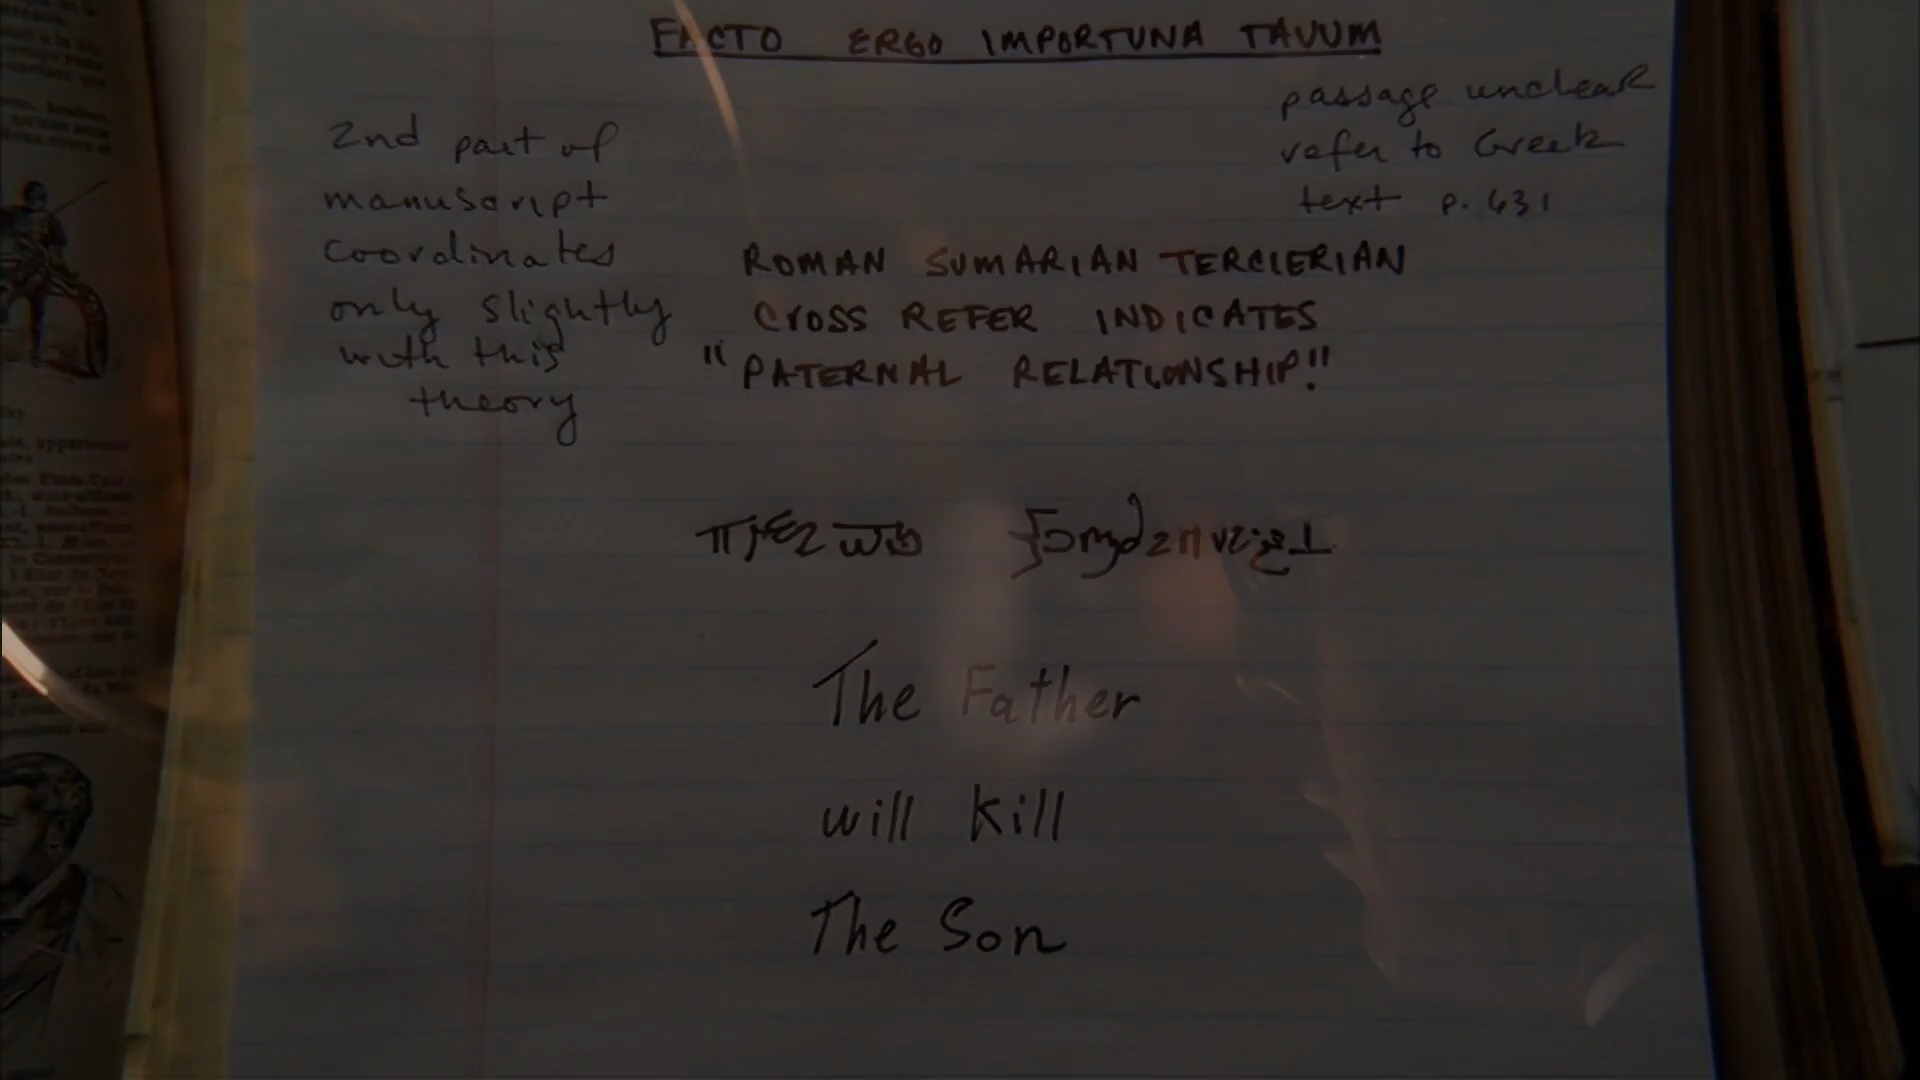 FACTO ERGO IMPORTUNA TAVUM
passage unclear
refer to Greek
text p. 631
2nd part of
manuscript
coordinates
only slightly
with this
theory
ROMAN SUMARIAN TERCIERIAN
CROSS REFER INDICATES
"PATERNAL RELATIONSHIP!"
The Father
will kill
The Son